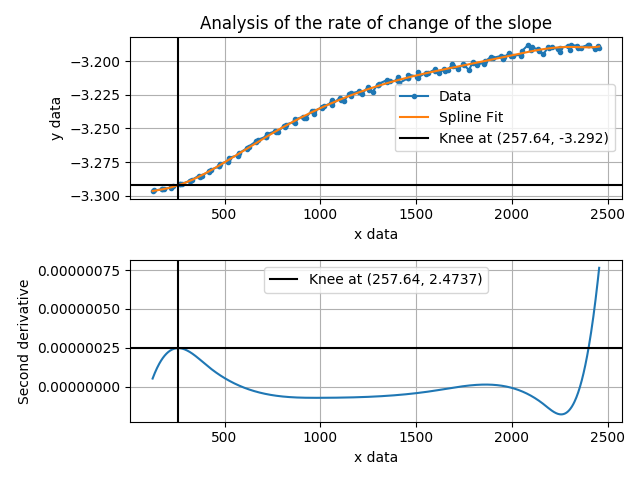 Analysis of the rate of change of the slope
−3.200
−3.225
−3.250
−3.275
−3.300
y data
Data
Spline Fit
Knee at (257.64, -3.292)
500
1000
1500
2000
2500
x data
0.00000075
0.00000050
0.00000025
0.00000000
Second derivative
Knee at (257.64, 2.4737)
500
1000
1500
2000
2500
x data